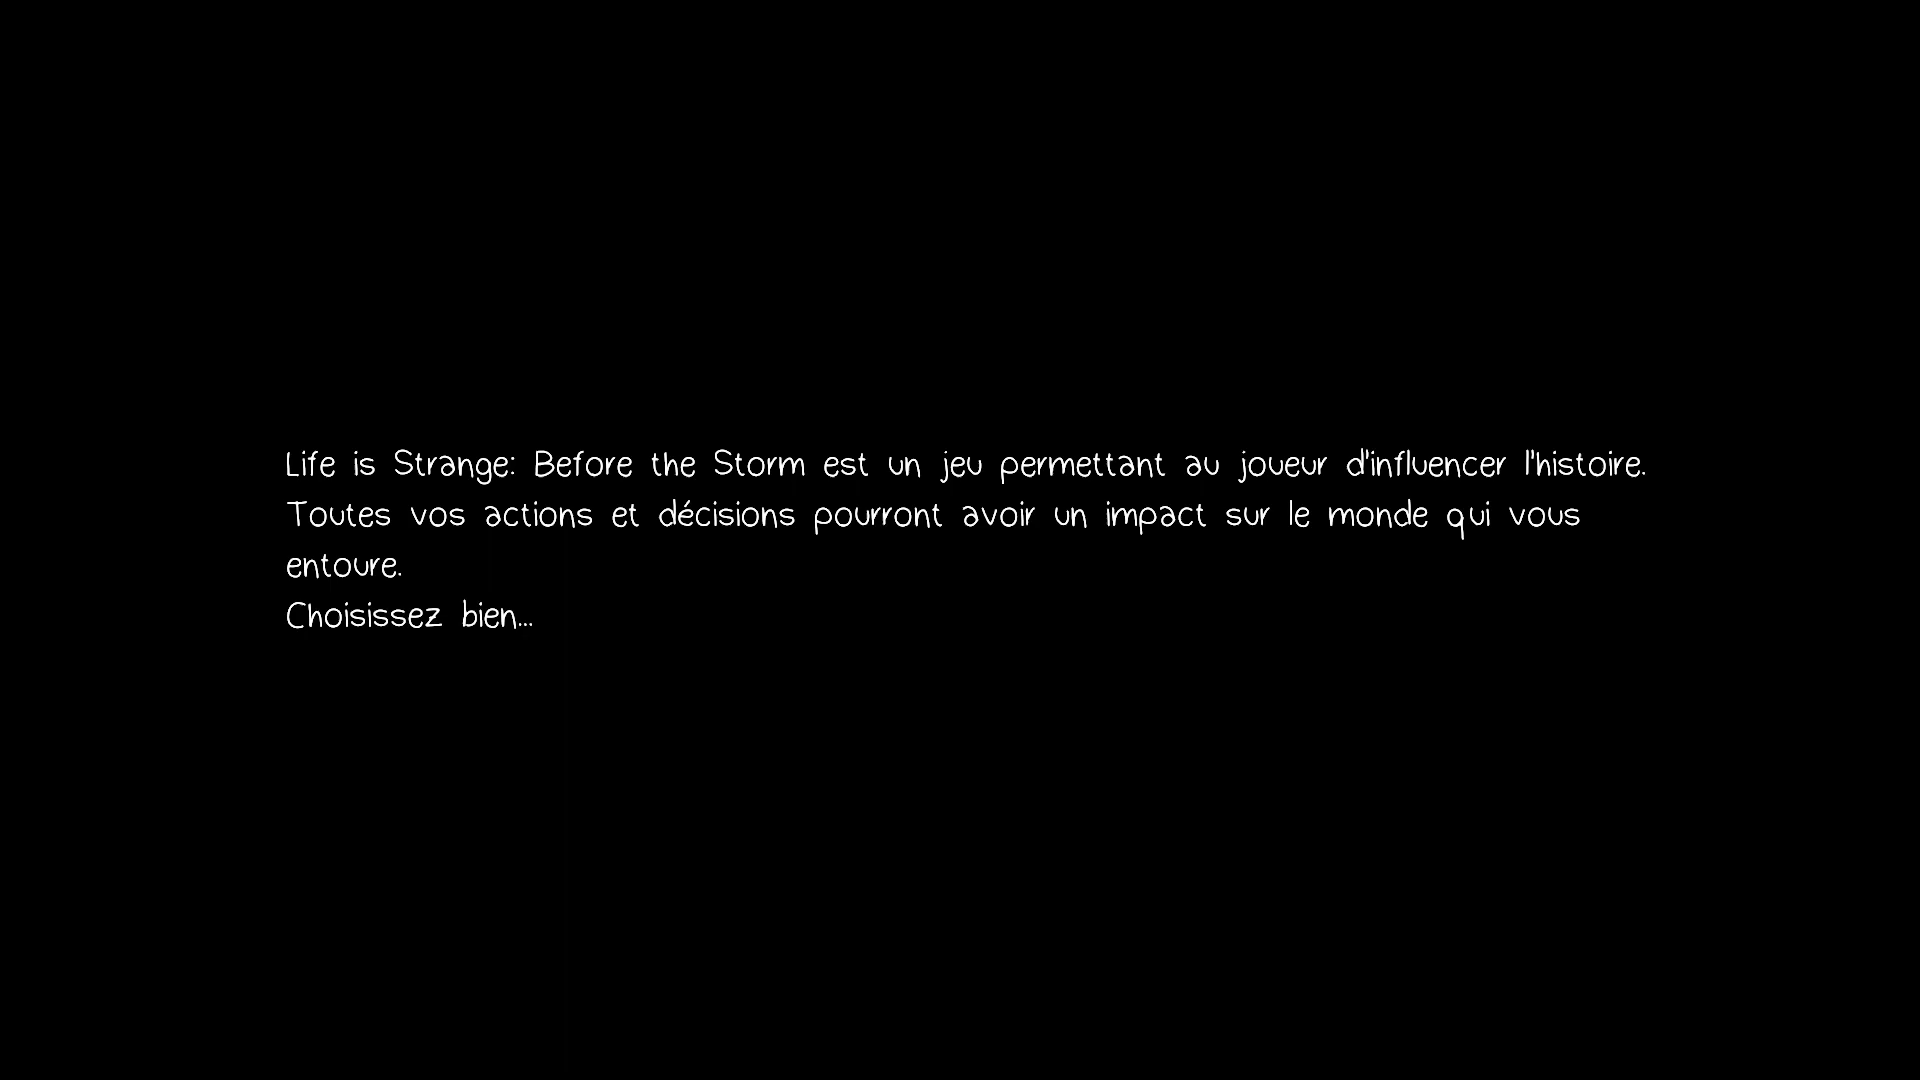 Life is Strange: Before the Storm est un jeu permettant au joueur d'influencer l'histoire.
Toutes vos actions et décisions pourront avoir un impact sur le monde qui vous
entoure.
Choisissez bien...